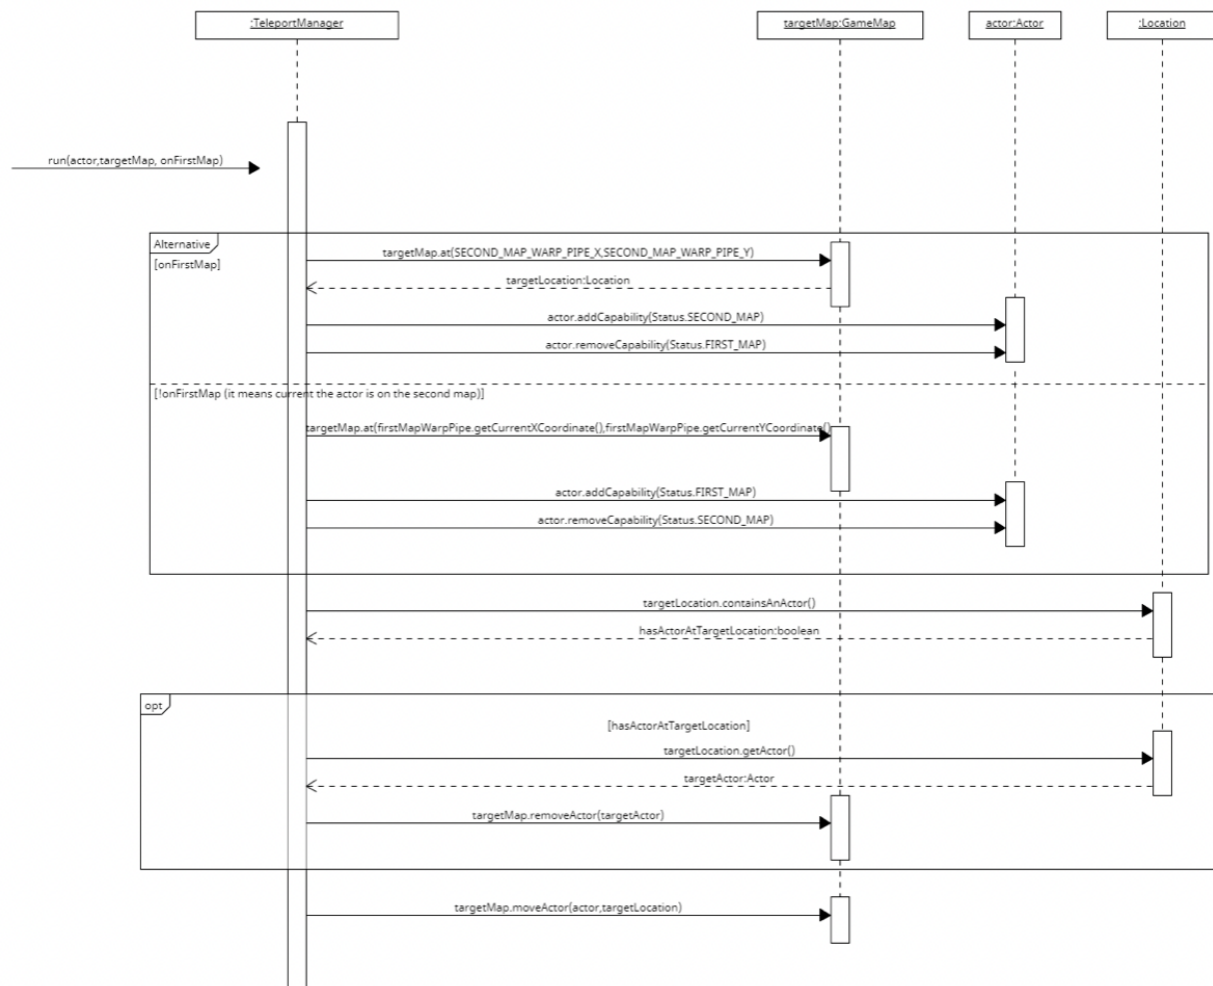 :TeleportManager
targetMap:GameMap
actor:Actor
:Location
run(actor,targetMap, onFirstMap)
Alternative
[onFirstMap]
targetMap.at(SECOND_MAP_WARP_PIPE_X,SECOND_MAP_WARP_PIPE_Y)
targetLocation:Location
actor.addCapability(Status.SECOND_MAP)
actor.removeCapability(Status.FIRST_MAP)
[!onFirstMap (it means current the actor is on the second map)]
targetMap.at(firstMapWarpPipe.getCurrentXCoordinate(),firstMapWarpPipe.getCurrentYCoordinate()
actor.addCapability(Status.FIRST_MAP)
actor.removeCapability(Status.SECOND_MAP)
targetLocation.containsAnActor()
hasActorAtTargetLocation:boolean
opt
[hasActorAtTargetLocation]
targetLocation.getActor()
targetActor:Actor
targetMap.removeActor(targetActor)
targetMap.moveActor(actor,targetLocation)